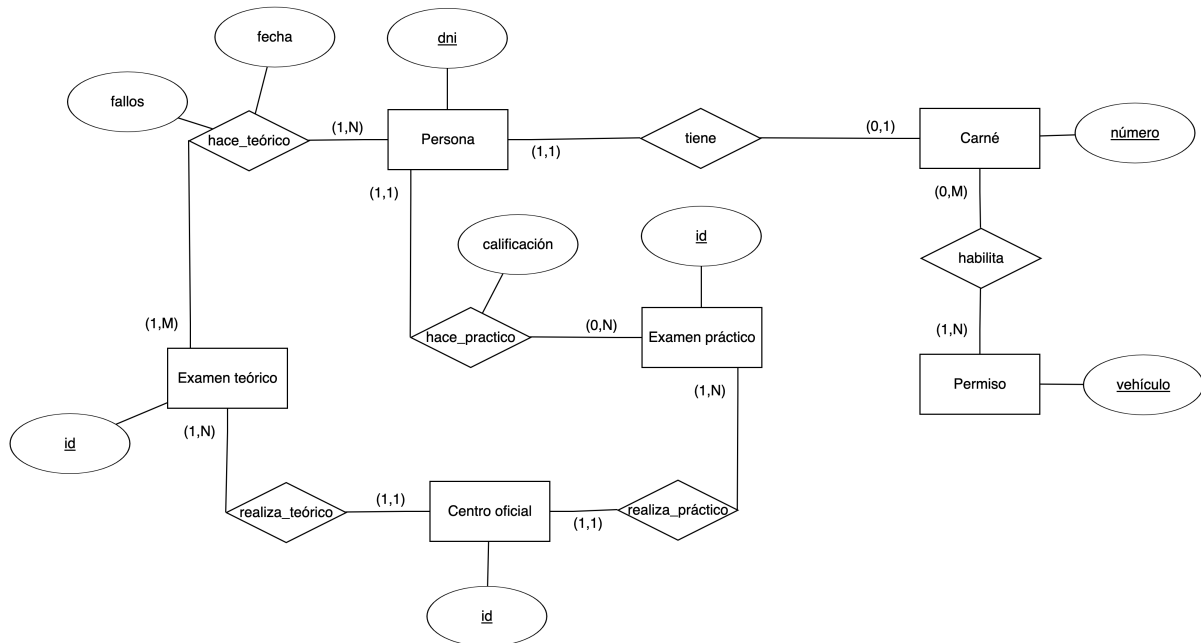 fecha
dni
fallos
hace_teórico
(1,N)
Persona
(1,1)
tiene
(0,1)
Carné
número
(1,1)
(0,M)
calificación
id
habilita
(1,M)
hace_practico
(0,N)
Examen práctico
(1,N)
Examen teórico
(1,N)
Permiso
vehículo
id
(1,N)
realiza_teórico
(1,1)
Centro oficial
(1,1)
realiza_práctico
id